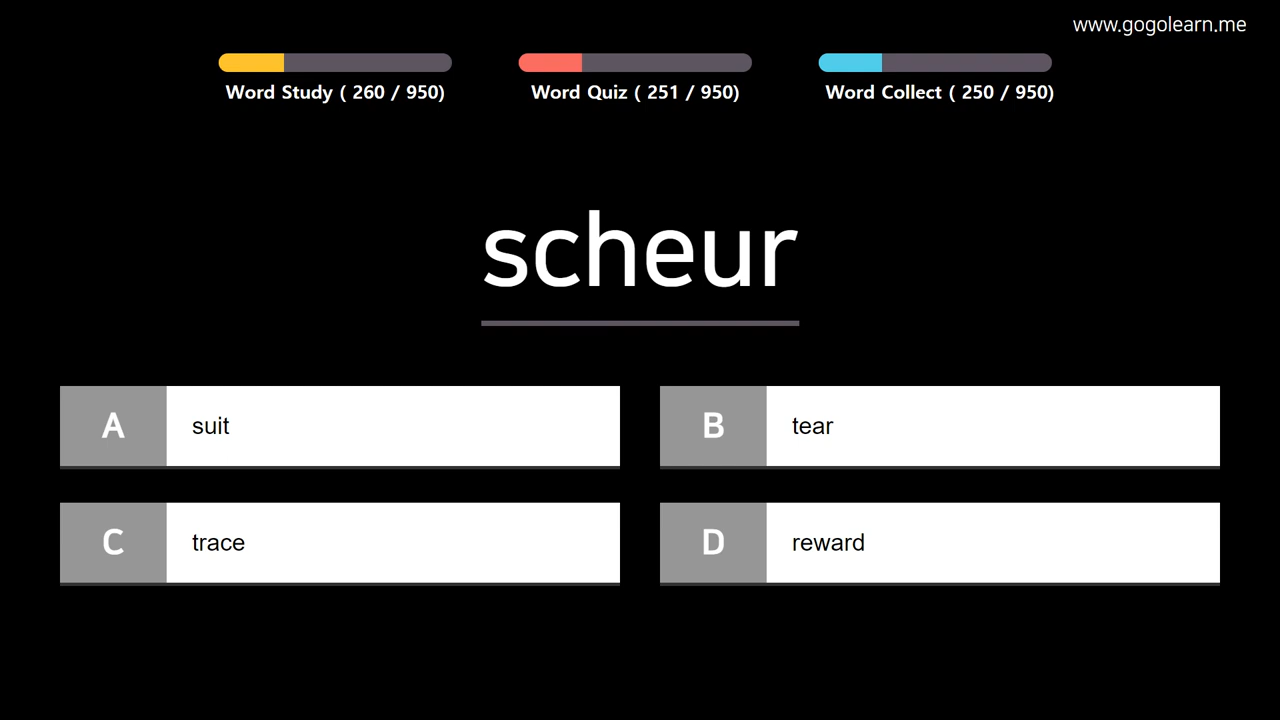 www.gogolearn.me
Word Study ( 260 / 950)
Word Quiz ( 251 / 950)
Word Collect ( 250 / 950)
scheur
A suit
B tear
C trace
D reward